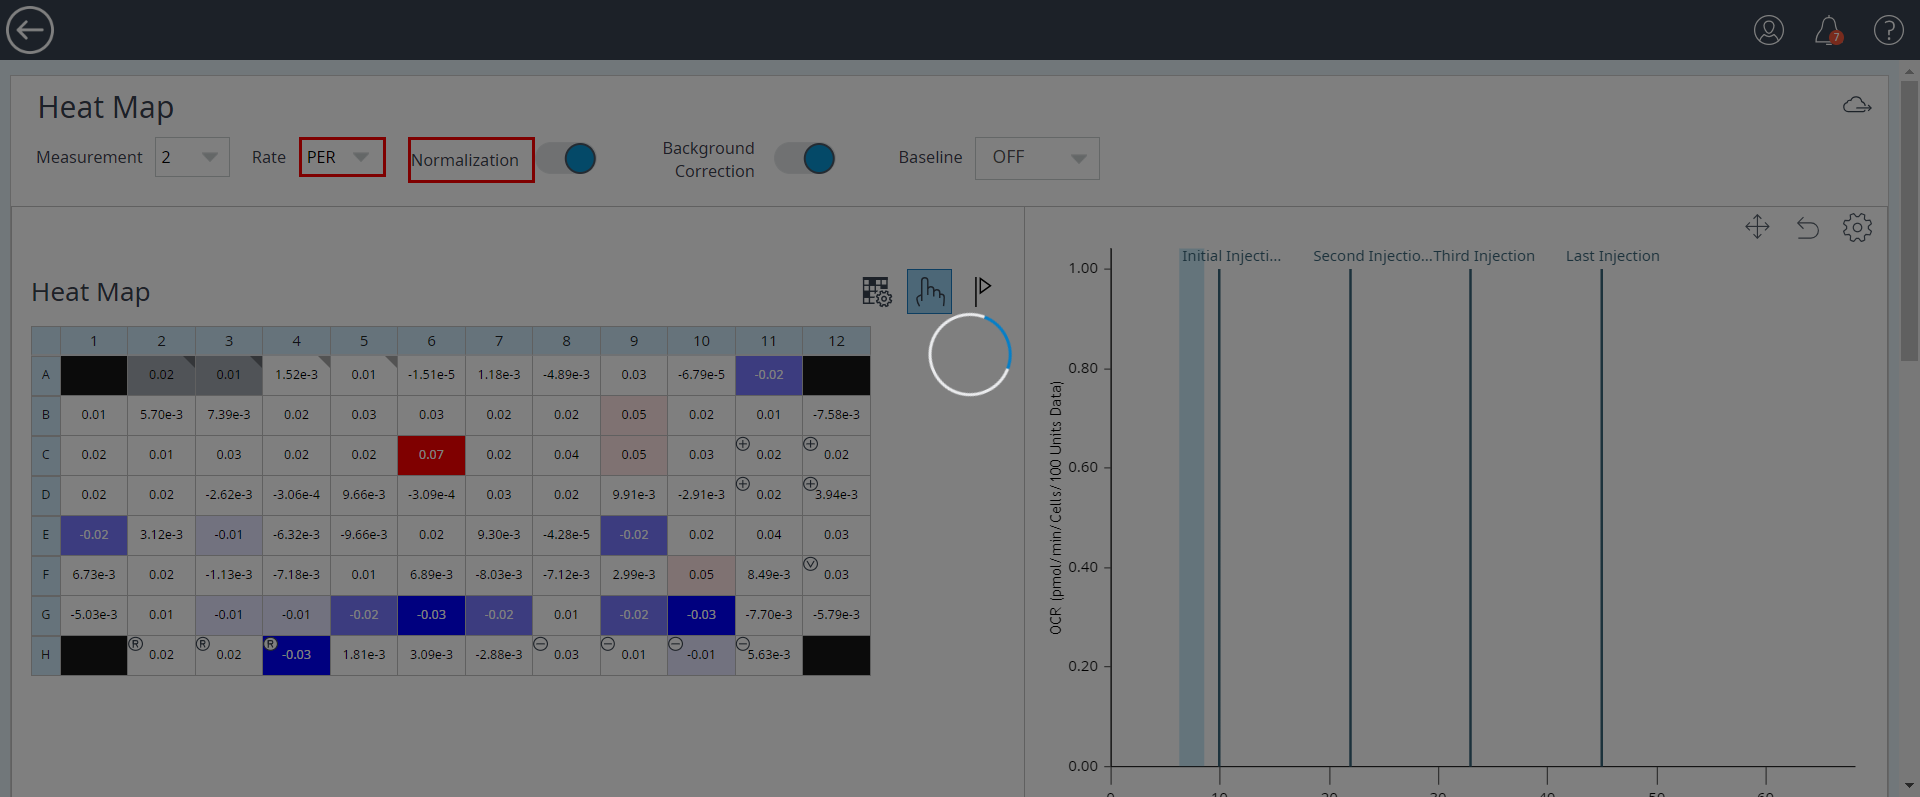 7
Heat Map
Measurement 2 Rate PER Normalization Background Correction Baseline OFF
Heat Map
1 2 3 4 5 6 7 8 9 10 11 12
A 0.02 0.01 1.52e-3 0.01 -1.51e-5 1.18e-3 -4.89e-3 0.03 -6.79e-5 -0.02
B 0.01 5.70e-3 7.39e-3 0.02 0.03 0.03 0.02 0.02 0.05 0.02 0.01 -7.58e-3
C 0.02 0.01 0.03 0.02 0.02 0.07 0.02 0.04 0.05 0.03 0.02 0.02
D 0.02 0.02 -2.62e-3 -3.06e-4 9.66e-3 -3.09e-4 0.03 0.02 9.91e-3 -2.91e-3 0.02 3.94e-3
E -0.02 3.12e-3 -0.01 -6.32e-3 -9.66e-3 0.02 9.30e-3 -4.28e-5 -0.02 0.02 0.04 0.03
F 6.73e-3 0.02 -1.13e-3 -7.18e-3 0.01 6.89e-3 -8.03e-3 -7.12e-3 2.99e-3 0.05 8.49e-3 V 0.03
G -5.03e-3 0.01 -0.01 -0.01 -0.02 -0.03 -0.02 0.01 -0.02 -0.03 -7.70e-3 -5.79e-3
H R 0.02 R 0.02 R -0.03 1.81e-3 3.09e-3 -2.88e-3 0.03 0.01 -0.01 5.63e-3
Initial Injecti... Second Injectio... Third Injection Last Injection
OCR (pmol/min/Cells/100 Units Data)
1.00
0.80
0.60
0.40
0.20
0.00
0 10 20 30 40 50 60